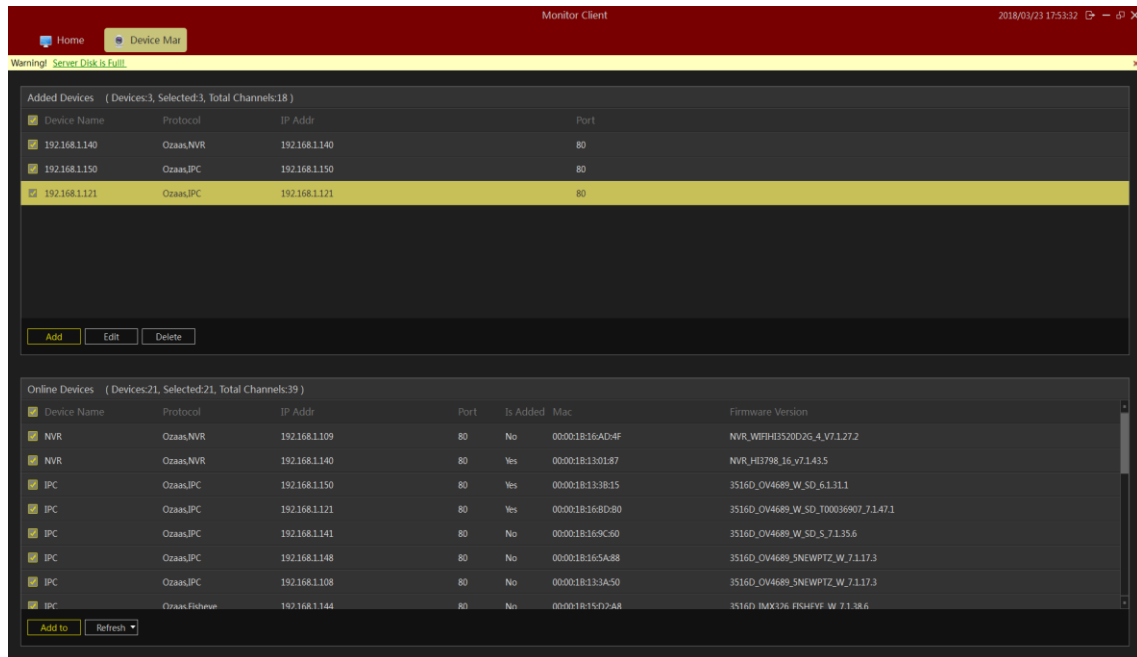 Monitor Client 2018/03/23 17:53:32
Home Device Mar
Warning! Server Disk is Full!
Added Devices ( Devices:3, Selected:3, Total Channels:18 )
Device Name Protocol IP Addr Port
192.168.1.140 Ozaas,NVR 192.168.1.140 80
192.168.1.150 Ozaas,IPC 192.168.1.150 80
192.168.1.121 Ozaas,IPC 192.168.1.121 80
Add Edit Delete
Online Devices ( Devices:21, Selected:21, Total Channels:39 )
Device Name Protocol IP Addr Port Is Added Mac Firmware Version
NVR Ozaas,NVR 192.168.1.109 80 No 00:00:1B:16:AD:4F NVR_WIFIHI3520D2G_4_V7.1.27.2
NVR Ozaas,NVR 192.168.1.140 80 Yes 00:00:1B:13:01:87 NVR_HI3798_16_v7.1.43.5
IPC Ozaas,IPC 192.168.1.150 80 Yes 00:00:1B:13:3B:15 3516D_OV4689_W_SD_6.1.31.1
IPC Ozaas,IPC 192.168.1.121 80 Yes 00:00:1B:16:BD:B0 3516D_OV4689_W_SD_T00036907_7.1.47.1
IPC Ozaas,IPC 192.168.1.141 80 No 00:00:1B:16:9C:60 3516D_OV4689_W_SD_S_7.1.35.6
IPC Ozaas,IPC 192.168.1.148 80 No 00:00:1B:16:5A:88 3516D_OV4689_5NEWPTZ_W_7.1.17.3
IPC Ozaas,IPC 192.168.1.108 80 No 00:00:1B:13:3A:50 3516D_OV4689_5NEWPTZ_W_7.1.17.3
IPC Ozaas,Fisheye 192.168.1.144 80 No 00:00:1B:15:D2:A8 3516D_IMX326_FISHEYE_W_7.1.38.6
Add to Refresh